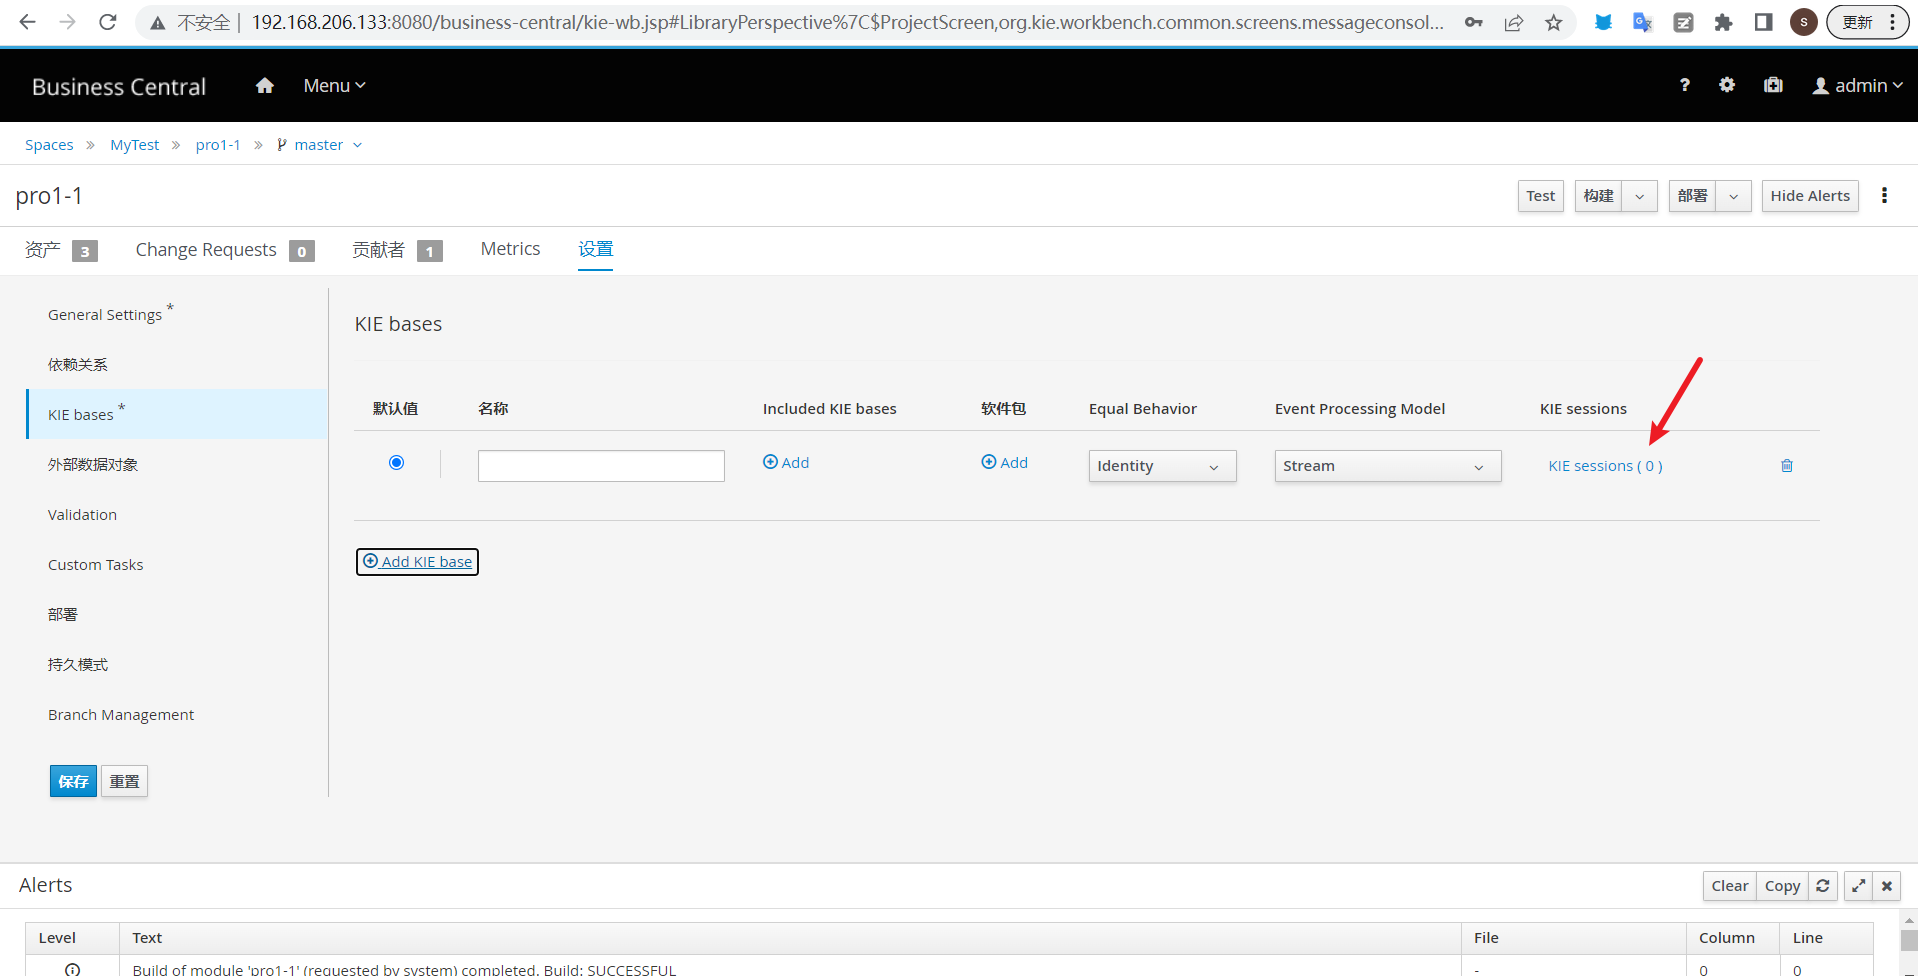 不安全 | 192.168.206.133:8080/business-central/kie-wb.jsp#LibraryPerspective%7C$ProjectScreen,org.kie.workbench.common.screens.messageconsol... S 更新
Business Central Menu ? admin
Spaces » MyTest » pro1-1 » master
pro1-1 Test 构建 部署 Hide Alerts
资产 3 Change Requests 0 贡献者 1 Metrics 设置
General Settings *
依赖关系
KIE bases *
外部数据对象
Validation
Custom Tasks
部署
持久模式
Branch Management
保存 重置
KIE bases
默认值 名称 Included KIE bases 软件包 Equal Behavior Event Processing Model KIE sessions
Add Add Identity Stream KIE sessions ( 0 )
Add KIE base
Alerts Clear Copy
Level Text File Column Line
Build of module 'pro1-1' (requested by system) completed. Build: SUCCESSFUL - 0 0